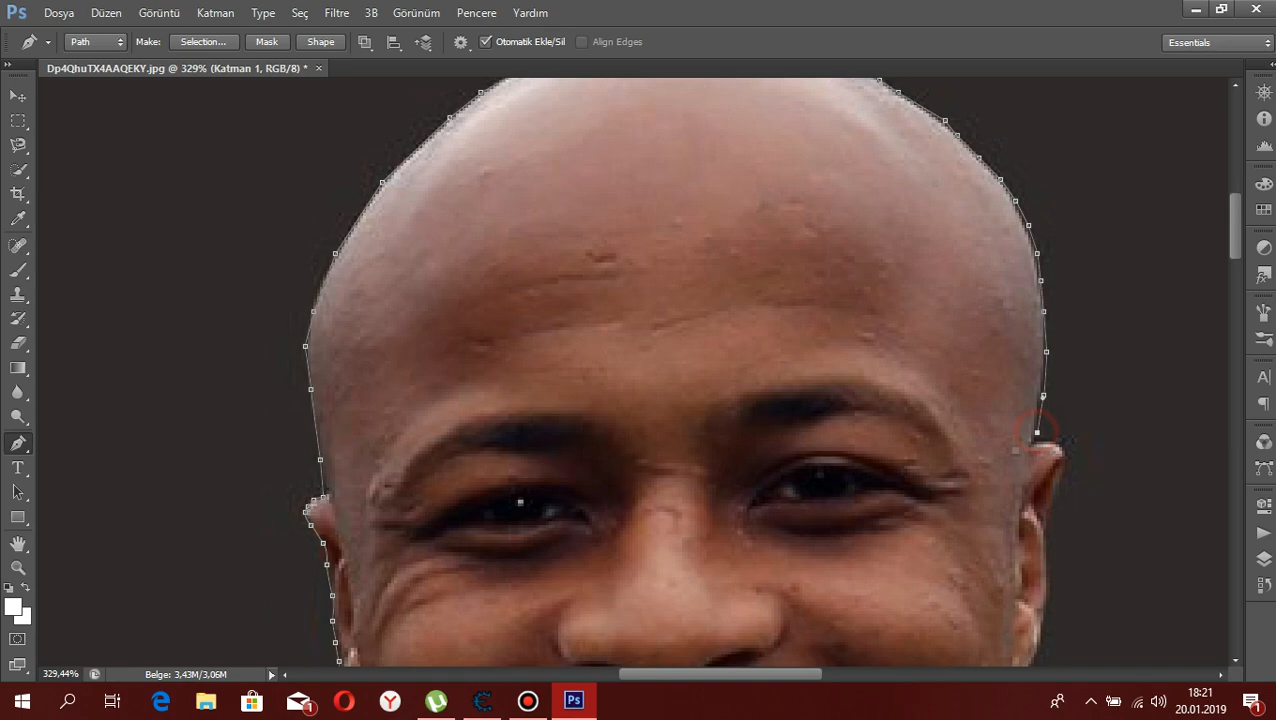 Ps Dosya Düzen Görüntü Katman Type Seç Filtre 3B Görünüm Pencere Yardım
Path Make: Selection... Mask Shape Otomatik Ekle/Sil Align Edges Essentials
Dp4QhuTX4AAQEKY.jpg @ 329% (Katman 1, RGB/8) * ×
329,44% Belge: 3,43M/3,06M
18:21
20.01.2019